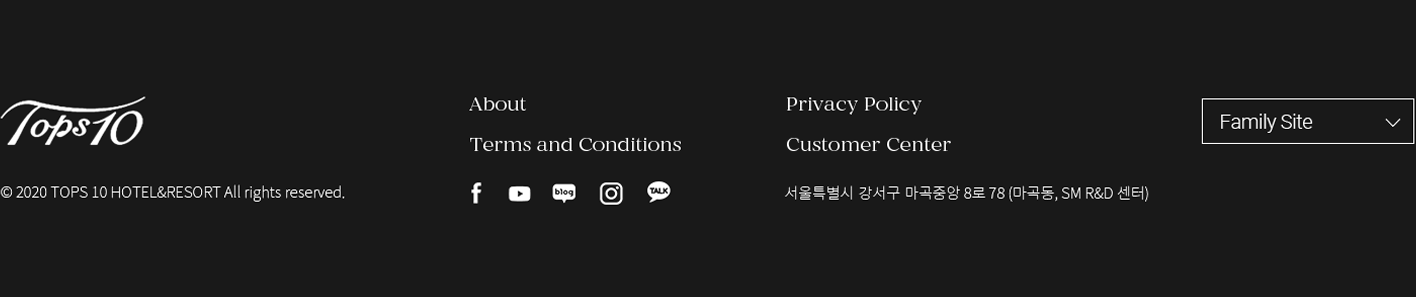 Tops10
About
Privacy Policy
Family Site
Terms and Conditions
Customer Center
© 2020 TOPS 10 HOTEL&RESORT All rights reserved.
blog
TALK
서울특별시 강서구 마곡중앙 8로 78 (마곡동, SM R&D 센터)